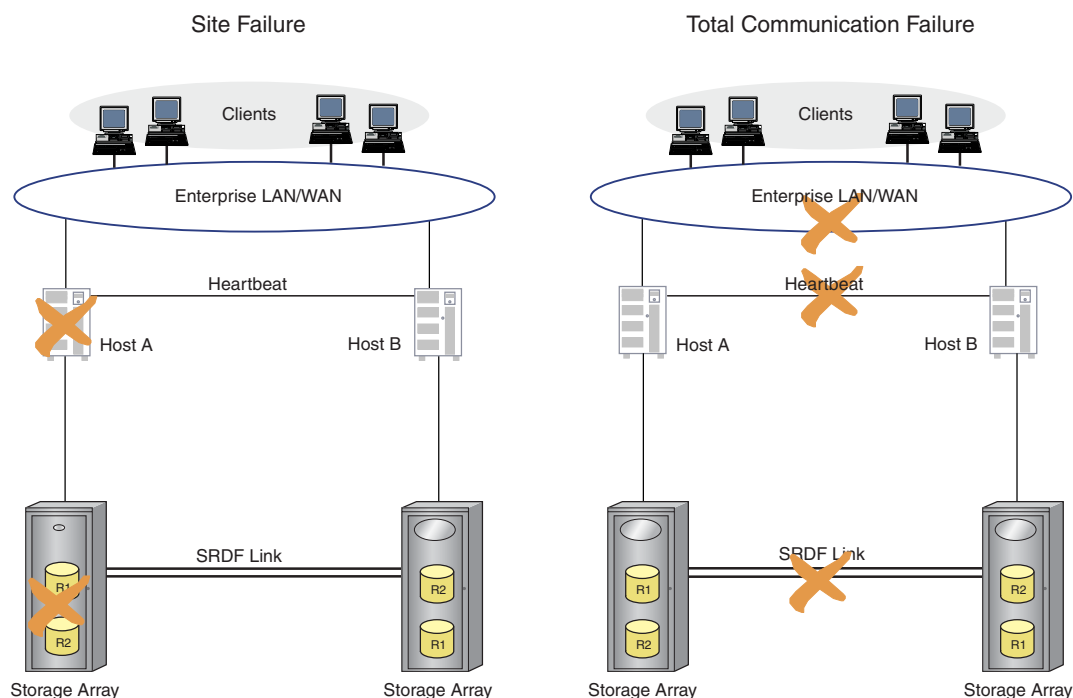 Site Failure
Clients
Enterprise LAN/WAN
Heartbeat
Host A
Host B
SRDF Link
R1
R2
R2
R1
Storage Array
Storage Array
Total Communication Failure
Clients
Enterprise LAN/WAN
Heartbeat
Host A
Host B
SRDF Link
R1
R2
R2
R1
Storage Array
Storage Array